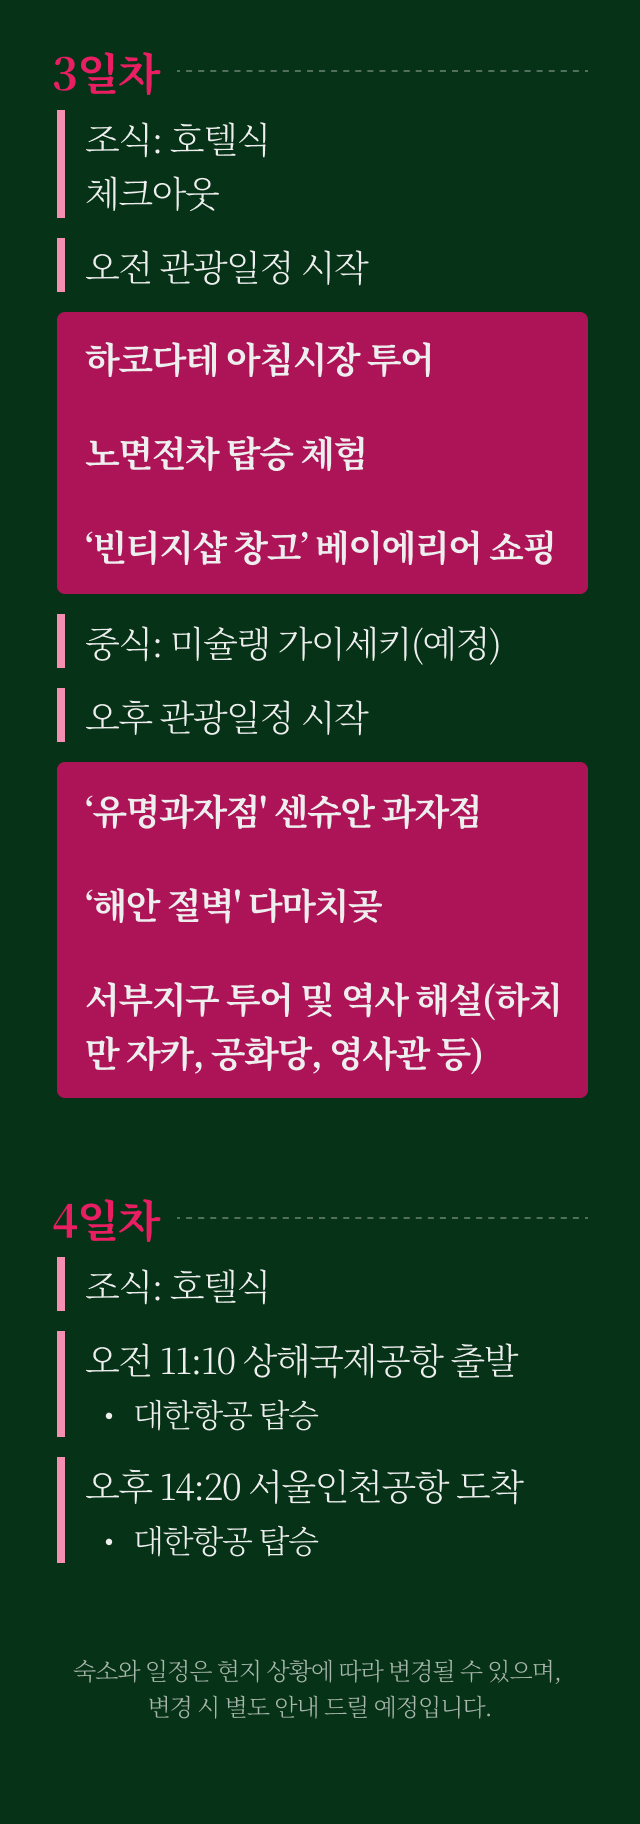 3일차
조식: 호텔식
체크아웃
오전 관광일정 시작
하코다테 아침시장 투어
노면전차 탑승 체험
‘빈티지샵 창고’ 베이에리어 쇼핑
중식: 미슐랭 가이세키(예정)
오후 관광일정 시작
‘유명과자점' 센슈안 과자점
‘해안 절벽' 다마치곶
서부지구 투어 및 역사 해설(하치
만 자카, 공화당, 영사관 등)
4일차
조식: 호텔식
오전 11:10 상해국제공항 출발
• 대한항공 탑승
오후 14:20 서울인천공항 도착
• 대한항공 탑승
숙소와 일정은 현지 상황에 따라 변경될 수 있으며,
변경 시 별도 안내 드릴 예정입니다.